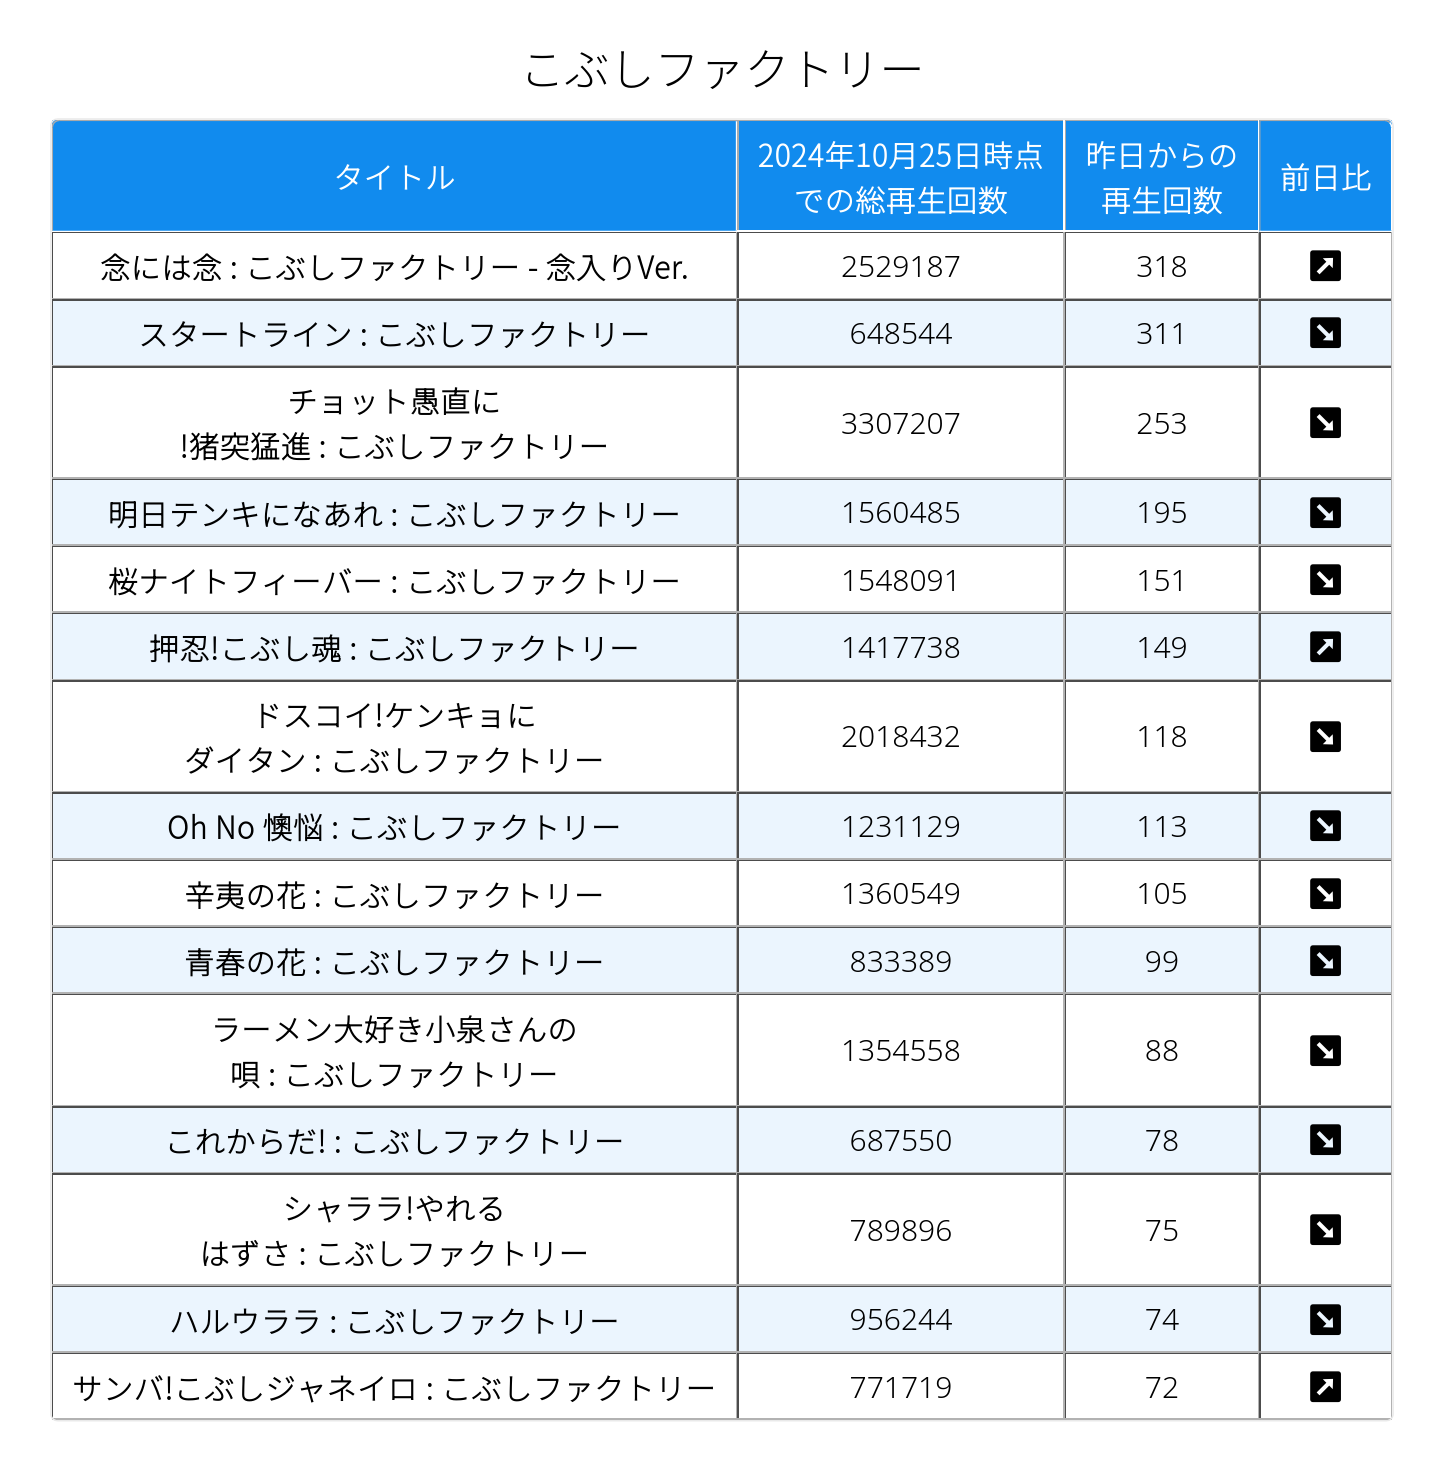 こぶしファクトリー
タイトル
2024年10月25日時点
での総再生回数
昨日からの
再生回数
前日比
念には念 : こぶしファクトリー - 念入りVer.
2529187
318
スタートライン : こぶしファクトリー
648544
311
チョット愚直に
!猪突猛進 : こぶしファクトリー
3307207
253
明日テンキになあれ : こぶしファクトリー
1560485
195
桜ナイトフィーバー : こぶしファクトリー
1548091
151
押忍!こぶし魂 : こぶしファクトリー
1417738
149
ドスコイ!ケンキョに
ダイタン : こぶしファクトリー
2018432
118
Oh No 懊悩 : こぶしファクトリー
1231129
113
辛夷の花 : こぶしファクトリー
1360549
105
青春の花 : こぶしファクトリー
833389
99
ラーメン大好き小泉さんの
唄 : こぶしファクトリー
1354558
88
これからだ! : こぶしファクトリー
687550
78
シャララ!やれる
はずさ : こぶしファクトリー
789896
75
ハルウララ : こぶしファクトリー
956244
74
サンバ!こぶしジャネイロ : こぶしファクトリー
771719
72